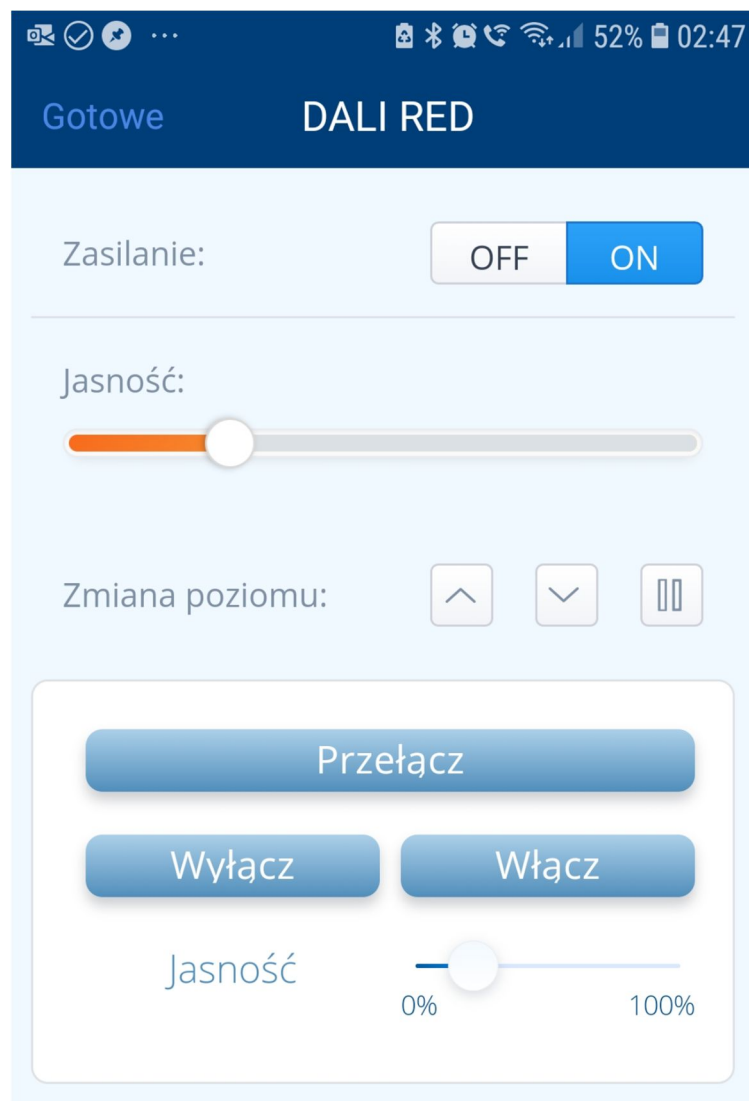 52% 02:47
Gotowe DALI RED
Zasilanie: OFF ON
Jasność:
Zmiana poziomu:
Przełącz
Wyłącz Włącz
Jasność
0% 100%